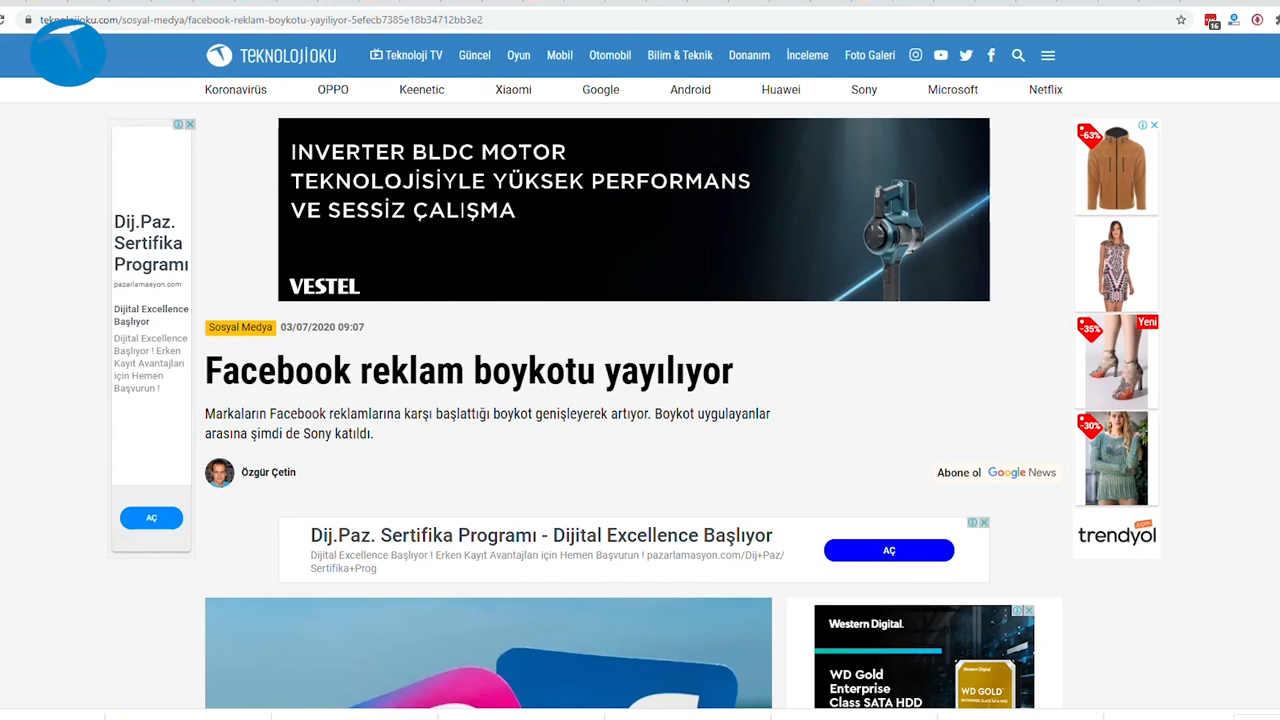 teknolojioku.com/sosyal-medya/facebook-reklam-boykotu-yayiliyor-5efecb7385e18b34712bb3e2
16
TEKNOLOJİOKU
Teknoloji TV Güncel Oyun Mobil Otomobil Bilim & Teknik Donanım İnceleme Foto Galeri
Koronavirüs OPPO Keenetic Xiaomi Google Android Huawei Sony Microsoft Netflix
INVERTER BLDC MOTOR
TEKNOLOJİSİYLE YÜKSEK PERFORMANS
VE SESSİZ ÇALIŞMA
VESTEL
Dij.Paz.
Sertifika
Programı
pazarlamasyon.com
Dijital Excellence
Başlıyor
Dijital Excellence
Başlıyor ! Erken
Kayıt Avantajları
için Hemen
Başvurun !
AÇ
Sosyal Medya 03/07/2020 09:07
Facebook reklam boykotu yayılıyor
Markaların Facebook reklamlarına karşı başlattığı boykot genişleyerek artıyor. Boykot uygulayanlar
arasına şimdi de Sony katıldı.
Özgür Çetin
Abone ol Google News
-63%
Yeni
-35%
-30%
trendyol
.com
Dij.Paz. Sertifika Programı - Dijital Excellence Başlıyor
Dijital Excellence Başlıyor ! Erken Kayıt Avantajları için Hemen Başvurun ! pazarlamasyon.com/Dij+Paz/
Sertifika+Prog
AÇ
Western Digital.
WD Gold
Enterprise
Class SATA HDD
Western Digital
WD GOLD